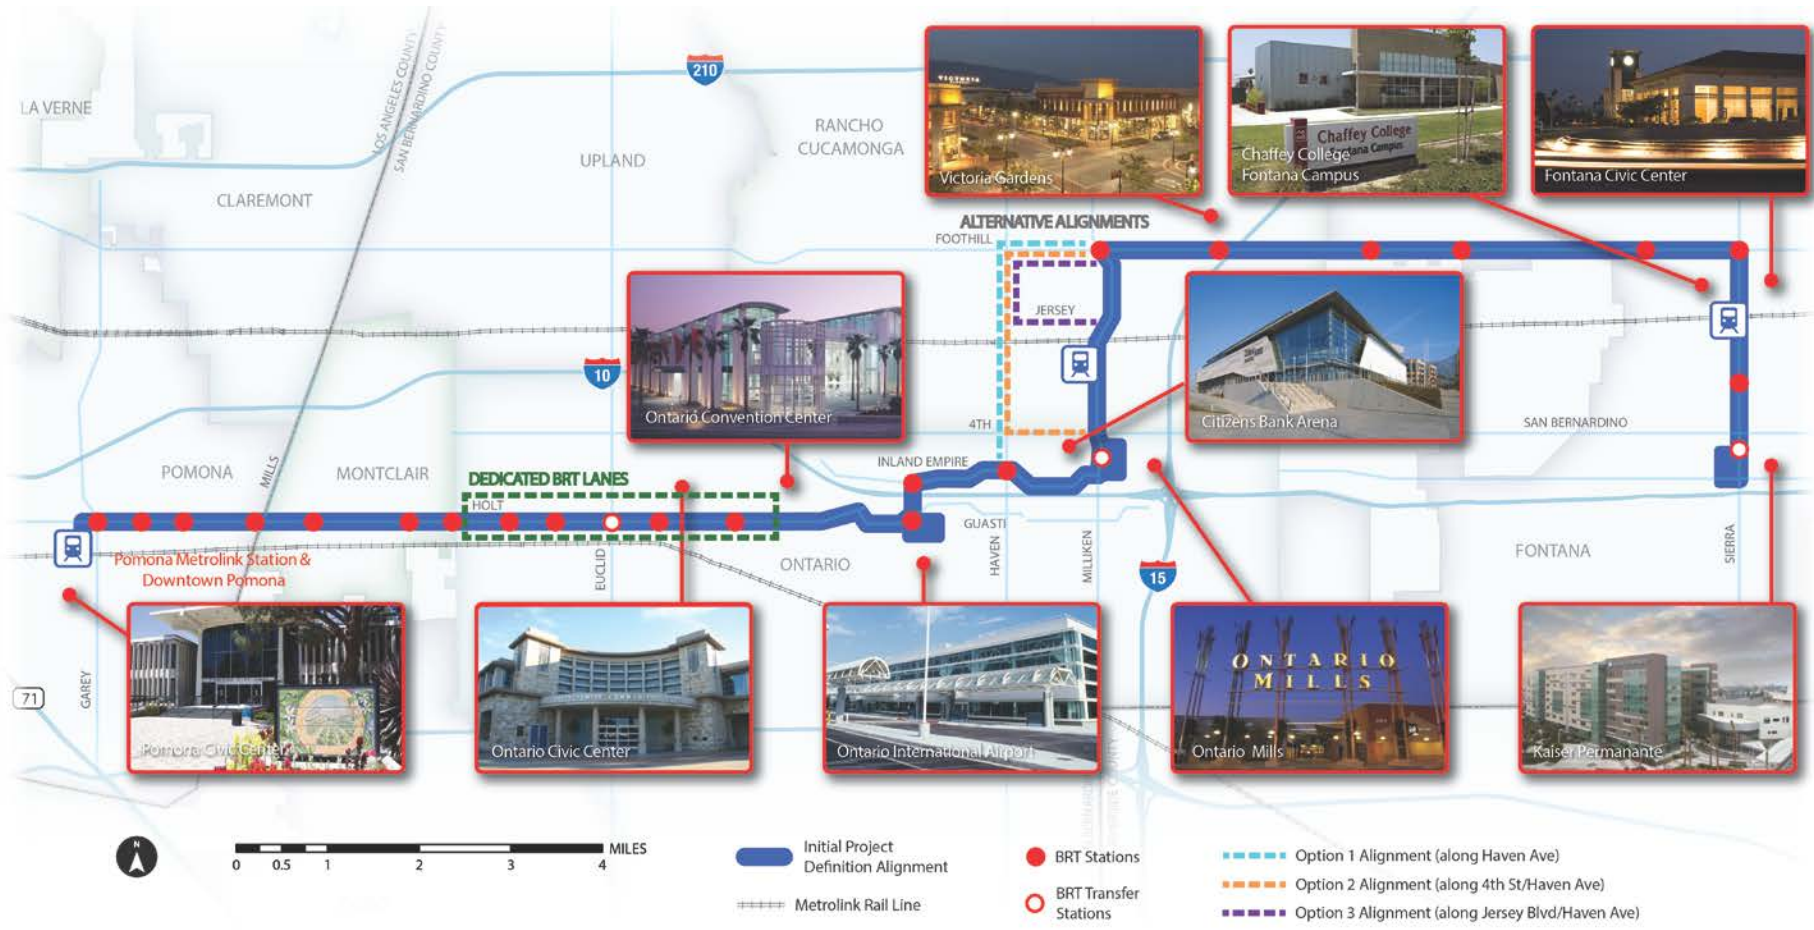 210
LA VERNE
LOS ANGELES COUNTY
SAN BERNARDINO COUNTY
RANCHO
CUCAMONGA
UPLAND
CLAREMONT
VICTORIA
Victoria Gardens
Chaffey College
Fontana Campus
Chaffey College
Fontana Campus
Fontana Civic Center
ALTERNATIVE ALIGNMENTS
FOOTHILL
JERSEY
10
Ontario Convention Center
Citizens Bank Arena
4TH
SAN BERNARDINO
INLAND EMPIRE
POMONA
MILLS
MONTCLAIR
DEDICATED BRT LANES
HOLT
GUASTI
HAVEN
MILLIKEN
EUCLID
ONTARIO
15
FONTANA
SIERRA
Pomona Metrolink Station &
Downtown Pomona
GAREY
71
Pomona Civic Center
Ontario Civic Center
Ontario International Airport
ONTARIO
MILLS
Ontario Mills
Kaiser Permanante
RIVERSIDE COUNTY
N
0 0.5 1 2 3 4 MILES
Initial Project
Definition Alignment
Metrolink Rail Line
BRT Stations
BRT Transfer
Stations
Option 1 Alignment (along Haven Ave)
Option 2 Alignment (along 4th St/Haven Ave)
Option 3 Alignment (along Jersey Blvd/Haven Ave)